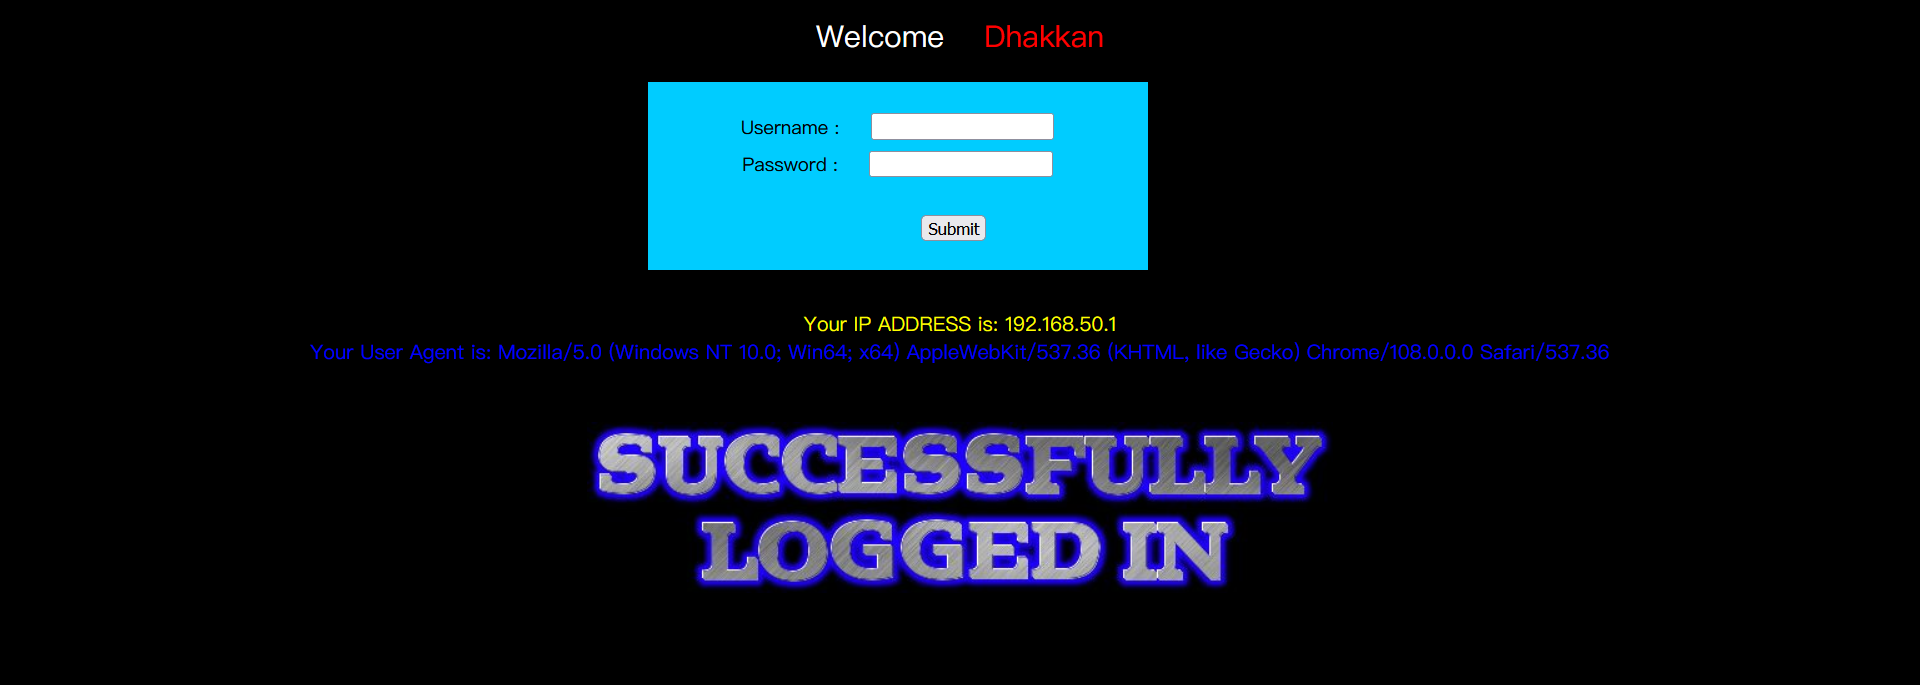 Welcome Dhakkan
Username :
Password :
Submit
Your IP ADDRESS is: 192.168.50.1
Your User Agent is: Mozilla/5.0 (Windows NT 10.0; Win64; x64) AppleWebKit/537.36 (KHTML, like Gecko) Chrome/108.0.0.0 Safari/537.36
SUCCESSFULLY
LOGGED IN